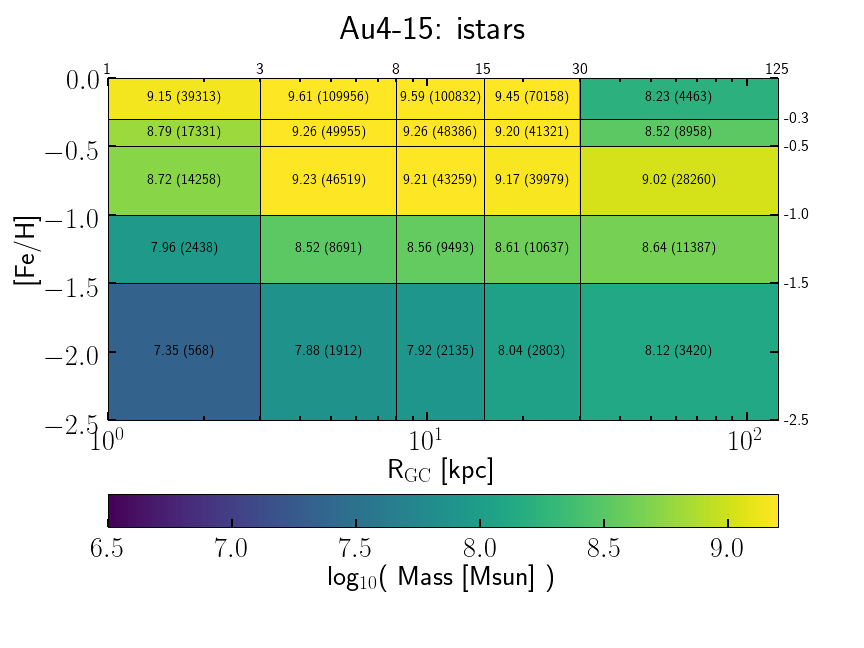 Au4-15: istars
1 3 8 15 30 125
0.0 9.15 (39313) 9.61 (109956) 9.59 (100832) 9.45 (70158) 8.23 (4463)
-0.3
8.79 (17331) 9.26 (49955) 9.26 (48386) 9.20 (41321) 8.52 (8958)
−0.5 -0.5
8.72 (14258) 9.23 (46519) 9.21 (43259) 9.17 (39979) 9.02 (28260)
−1.0 -1.0
[Fe/H]
7.96 (2438) 8.52 (8691) 8.56 (9493) 8.61 (10637) 8.64 (11387)
−1.5 -1.5
−2.0 7.35 (568) 7.88 (1912) 7.92 (2135) 8.04 (2803) 8.12 (3420)
−2.5 -2.5
10⁰ 10¹ 10²
R_GC [kpc]
6.5 7.0 7.5 8.0 8.5 9.0
log₁₀( Mass [Msun] )